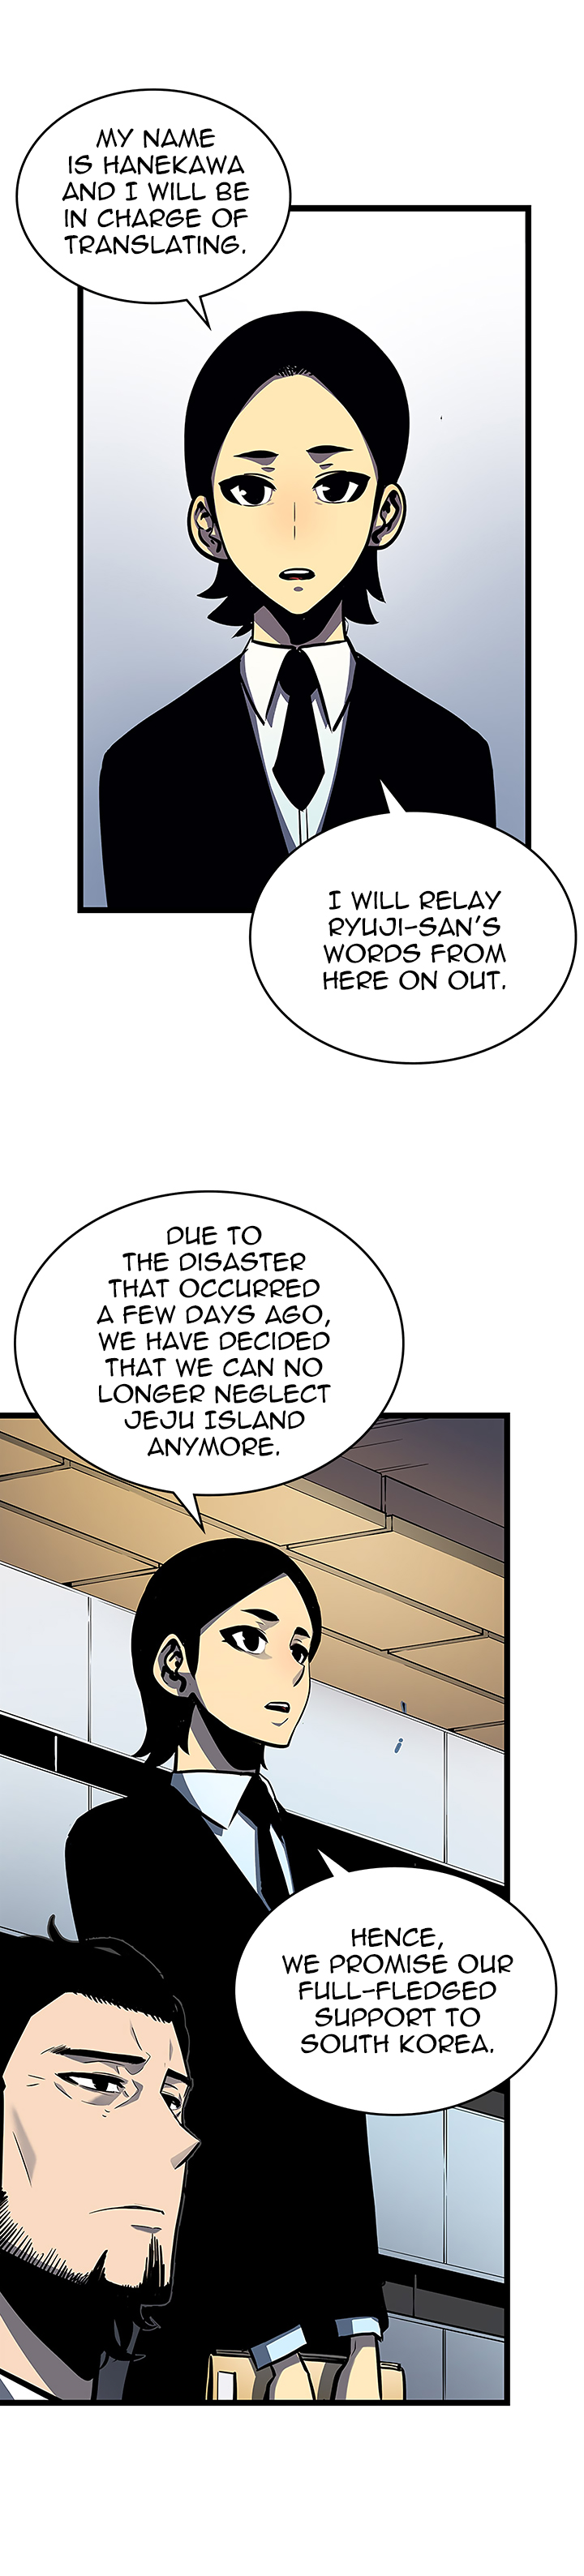 MY NAME
IS HANEKAWA
AND I WILL BE
IN CHARGE OF
TRANSLATING.
I WILL RELAY
RYUJI-SAN'S
WORDS FROM
HERE ON OUT.
DUE TO
THE DISASTER
THAT OCCURRED
A FEW DAYS AGO,
WE HAVE DECIDED
THAT WE CAN NO
LONGER NEGLECT
JEJU ISLAND
ANYMORE.
HENCE,
WE PROMISE OUR
FULL-FLEDGED
SUPPORT TO
SOUTH KOREA.